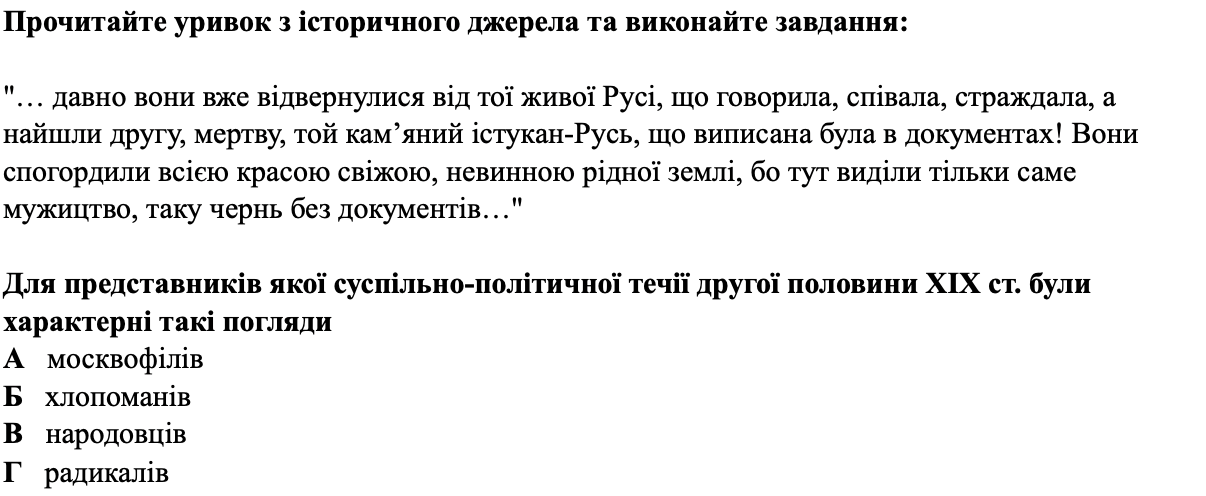 Прочитайте уривок з історичного джерела та виконайте завдання:
"… давно вони вже відвернулися від тої живої Русі, що говорила, співала, страждала, а
найшли другу, мертву, той кам’яний істукан-Русь, що виписана була в документах! Вони
спогордили всією красою свіжою, невинною рідної землі, бо тут виділи тільки саме
мужицтво, таку чернь без документів…"
Для представників якої суспільно-політичної течії другої половини ХІХ ст. були
характерні такі погляди
А москвофілів
Б хлопоманів
В народовців
Г радикалів